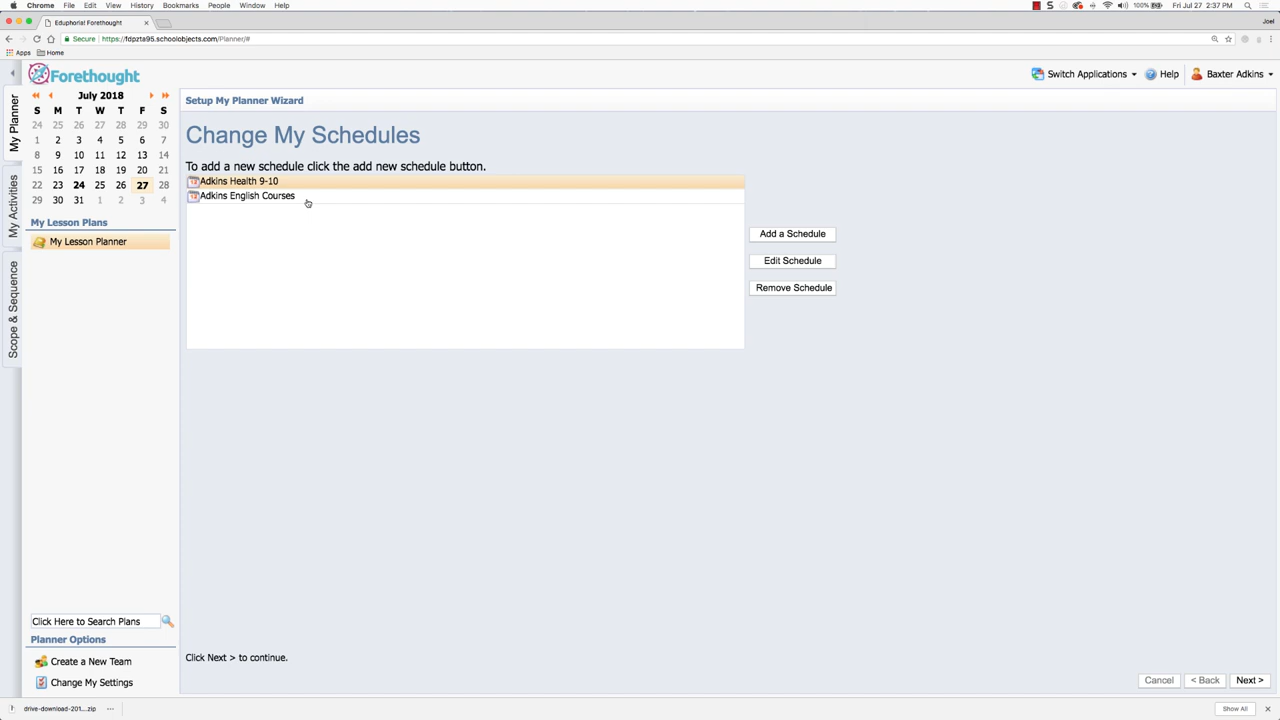 Chrome File Edit View History Bookmarks People Window Help 100% Fri Jul 27 2:37 PM
Eduphoria! Forethought Joel
Secure https://fdpzta95.schoolobjects.com/Planner/#
Apps Home
Forethought Switch Applications Help Baxter Adkins
My Planner
My Activities
Scope & Sequence
July 2018
S M T W T F S
24 25 26 27 28 29 30
1 2 3 4 5 6 7
8 9 10 11 12 13 14
15 16 17 18 19 20 21
22 23 24 25 26 27 28
29 30 31 1 2 3 4
My Lesson Plans
My Lesson Planner
Click Here to Search Plans
Planner Options
Create a New Team
Change My Settings
Setup My Planner Wizard
Change My Schedules
To add a new schedule click the add new schedule button.
Adkins Health 9-10
Adkins English Courses
Add a Schedule
Edit Schedule
Remove Schedule
Click Next > to continue.
Cancel < Back Next >
drive-download-201....zip Show All